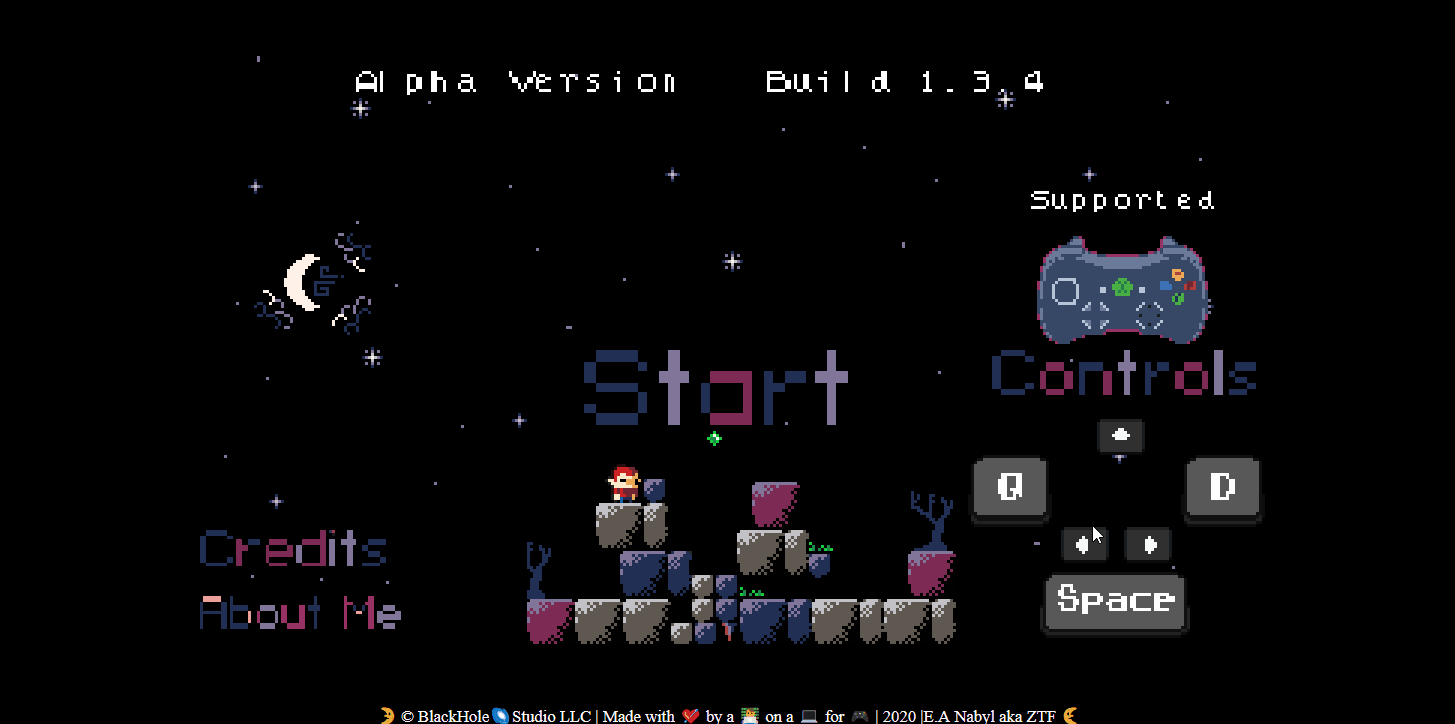 Alpha Version Build 1.3.4
Supported
Start
Controls
Q
D
Credits
About Me
Space
© BlackHole Studio LLC | Made with by a on a for | 2020 |E.A Nabyl aka ZTF